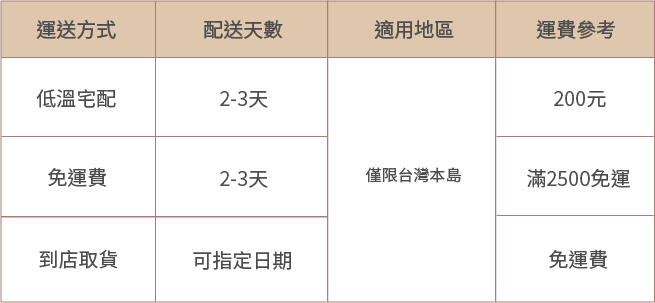 運送方式 配送天數 適用地區 運費參考
低溫宅配 2-3天 200元
僅限台灣本島
免運費 2-3天 滿2500免運
到店取貨 可指定日期 免運費